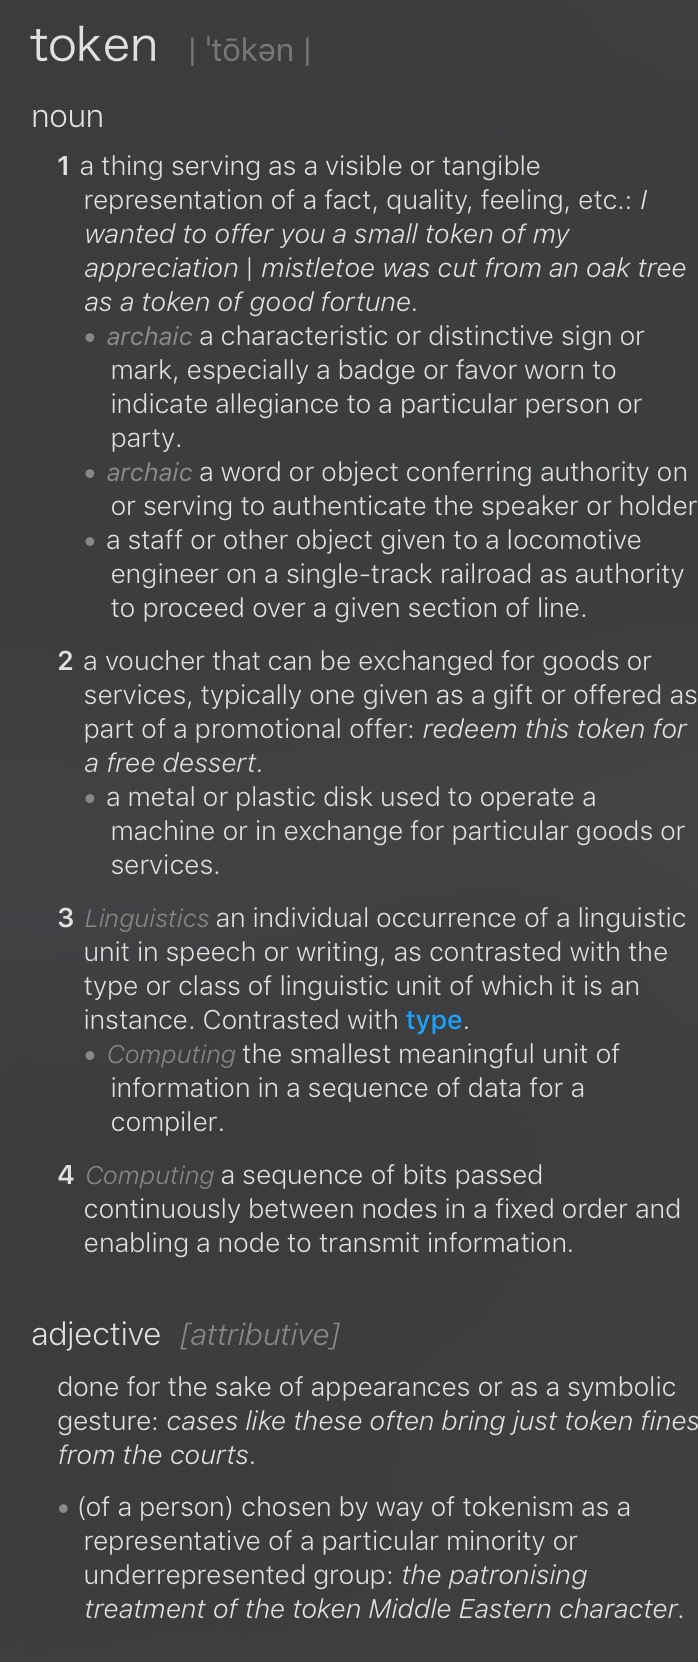 token | ˈtōkən |
noun
1 a thing serving as a visible or tangible
representation of a fact, quality, feeling, etc.: I
wanted to offer you a small token of my
appreciation | mistletoe was cut from an oak tree
as a token of good fortune.
• archaic a characteristic or distinctive sign or
mark, especially a badge or favor worn to
indicate allegiance to a particular person or
party.
• archaic a word or object conferring authority on
or serving to authenticate the speaker or holder
• a staff or other object given to a locomotive
engineer on a single-track railroad as authority
to proceed over a given section of line.
2 a voucher that can be exchanged for goods or
services, typically one given as a gift or offered as
part of a promotional offer: redeem this token for
a free dessert.
• a metal or plastic disk used to operate a
machine or in exchange for particular goods or
services.
3 Linguistics an individual occurrence of a linguistic
unit in speech or writing, as contrasted with the
type or class of linguistic unit of which it is an
instance. Contrasted with type.
• Computing the smallest meaningful unit of
information in a sequence of data for a
compiler.
4 Computing a sequence of bits passed
continuously between nodes in a fixed order and
enabling a node to transmit information.
adjective [attributive]
done for the sake of appearances or as a symbolic
gesture: cases like these often bring just token fines
from the courts.
• (of a person) chosen by way of tokenism as a
representative of a particular minority or
underrepresented group: the patronising
treatment of the token Middle Eastern character.